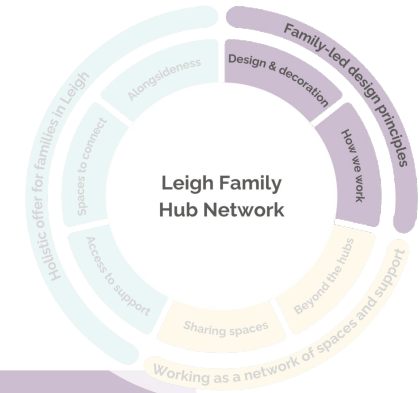 Family-led design principles
Design & decoration
How we work
Leigh Family
Hub Network
Beyond the hubs
Sharing spaces
Working as a network of spaces and support
Access to support
Spaces to connect
Alongsideness
Holistic offer for families in Leigh